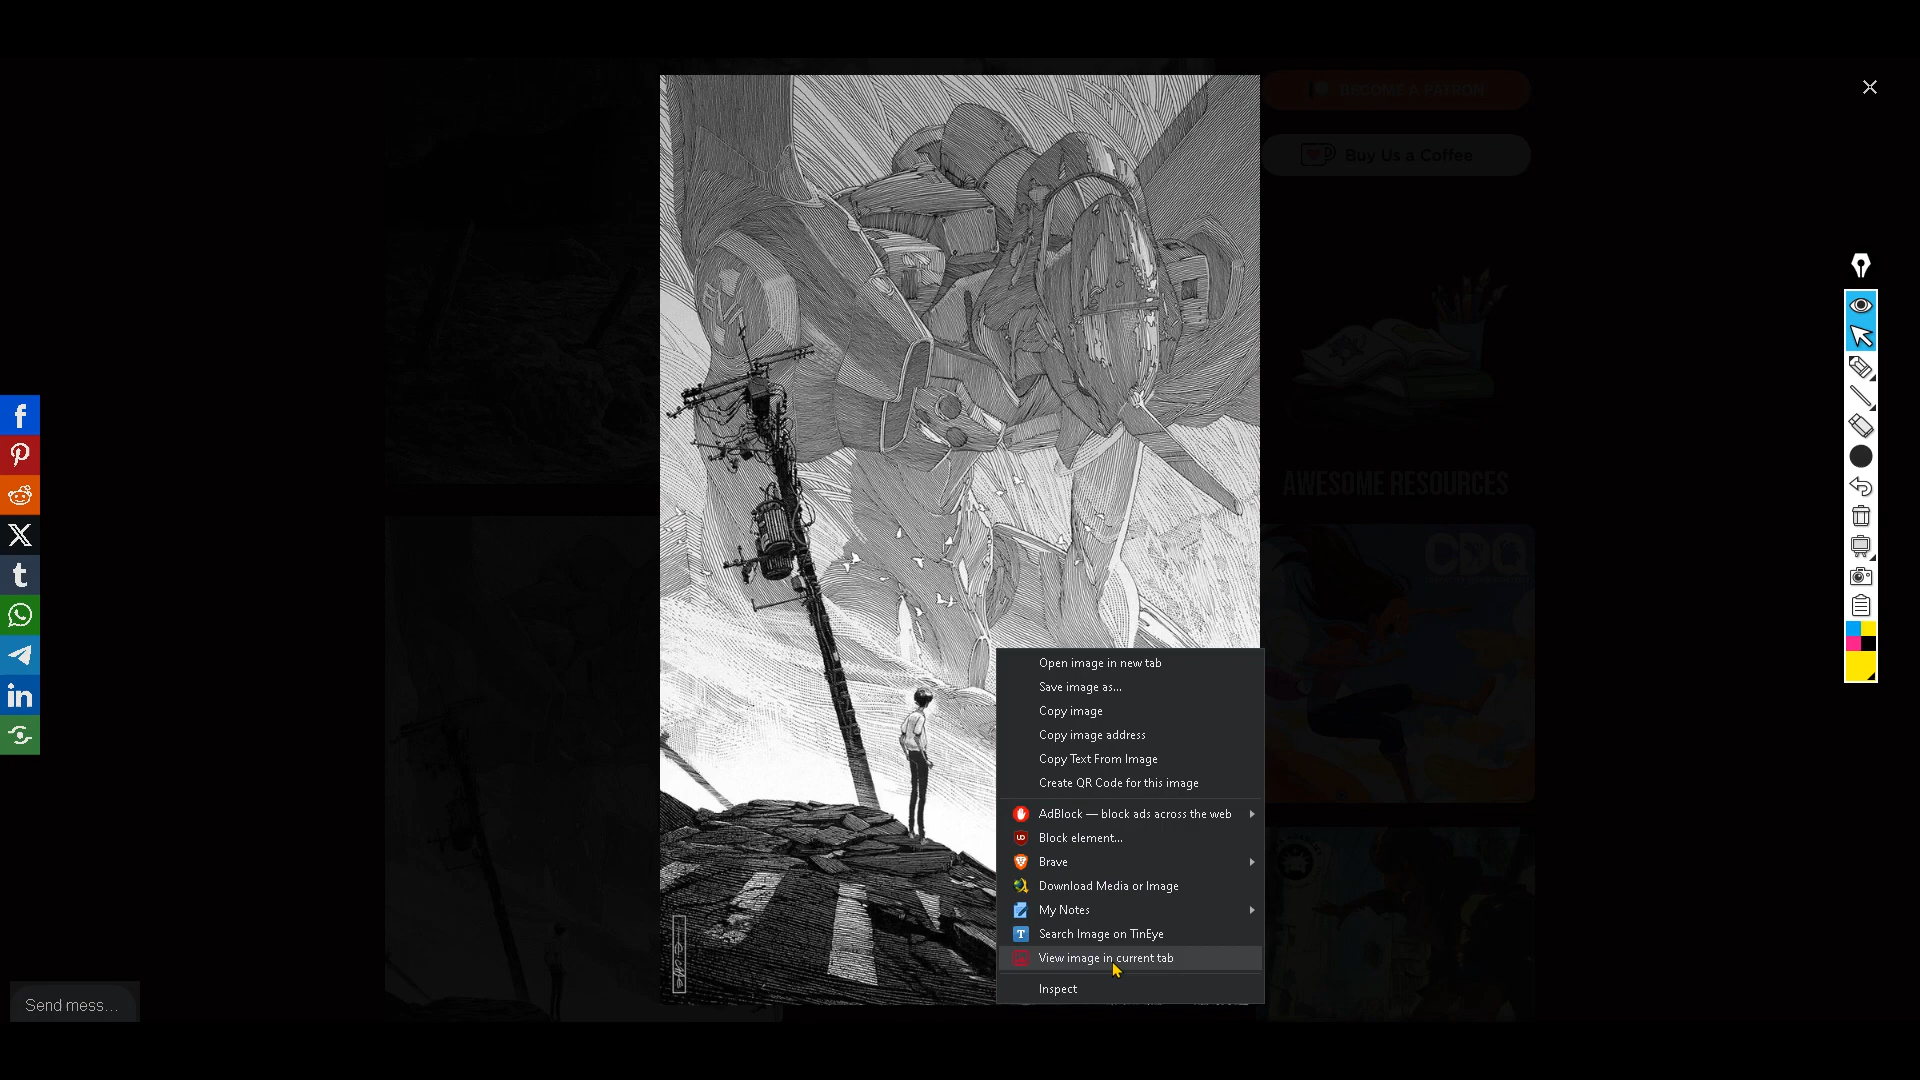 BECOME A PATRON
Buy Us a Coffee
AWESOME RESOURCES
CDQ
Open image in new tab
Save image as...
Copy image
Copy image address
Copy Text From Image
Create QR Code for this image
AdBlock — block ads across the web
Block element...
Brave
Download Media or Image
My Notes
T
Search Image on TinEye
View image in current tab
Inspect
Send mess...